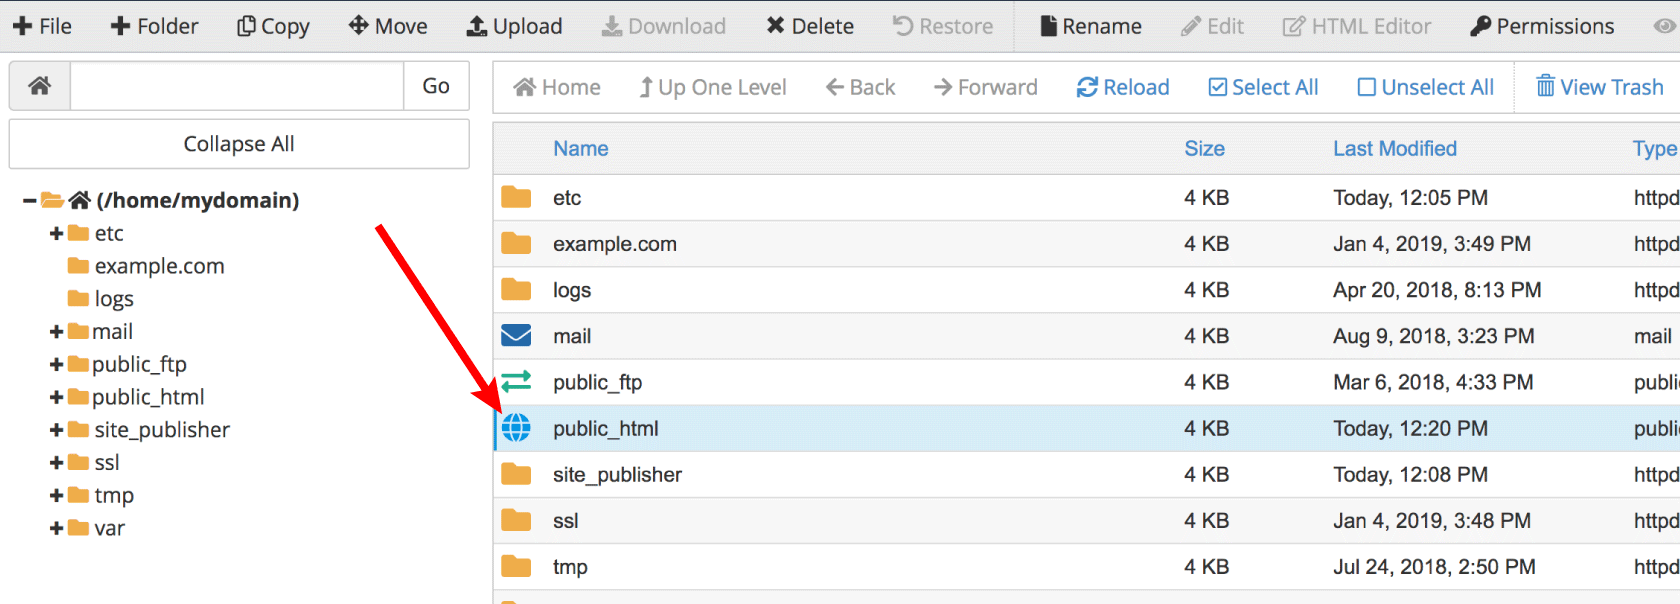 File Folder Copy Move Upload Download Delete Restore Rename Edit HTML Editor Permissions
Go
Collapse All
(/home/mydomain)
etc
example.com
logs
mail
public_ftp
public_html
site_publisher
ssl
tmp
var
Home Up One Level Back Forward Reload Select All Unselect All View Trash
Name Size Last Modified Type
etc 4 KB Today, 12:05 PM httpd
example.com 4 KB Jan 4, 2019, 3:49 PM httpd
logs 4 KB Apr 20, 2018, 8:13 PM httpd
mail 4 KB Aug 9, 2018, 3:23 PM mail
public_ftp 4 KB Mar 6, 2018, 4:33 PM publi
public_html 4 KB Today, 12:20 PM publi
site_publisher 4 KB Today, 12:08 PM httpd
ssl 4 KB Jan 4, 2019, 3:48 PM httpd
tmp 4 KB Jul 24, 2018, 2:50 PM httpd